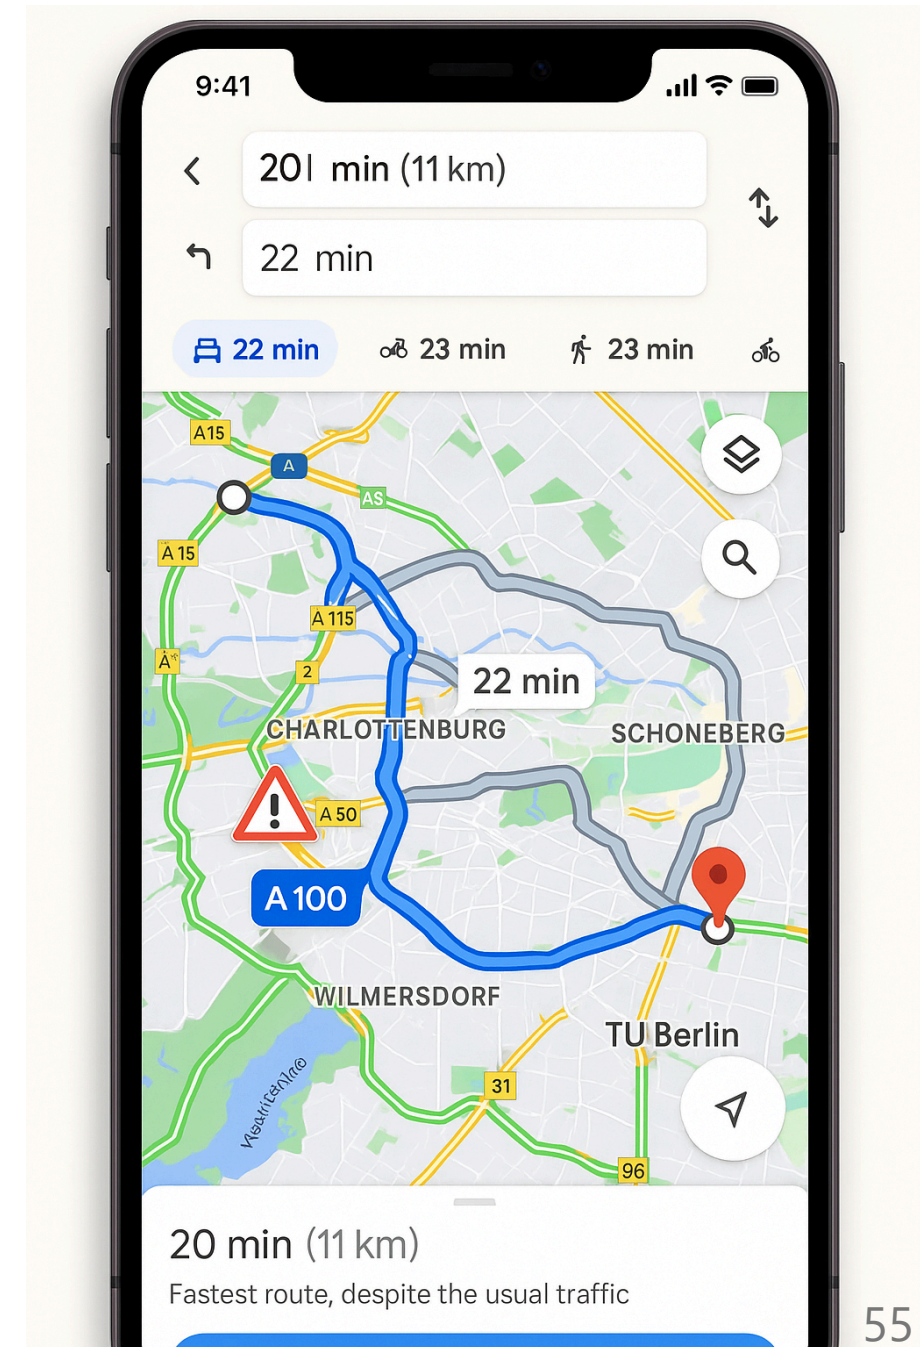 9:41
20| min (11 km)
22 min
22 min 23 min 23 min
A15
A
AS
A 15
A 115
A
2
22 min
CHARLOTTENBURG SCHONEBERG
A 50
A 100
WILMERSDORF
TU Berlin
31
96
20 min (11 km)
Fastest route, despite the usual traffic
55